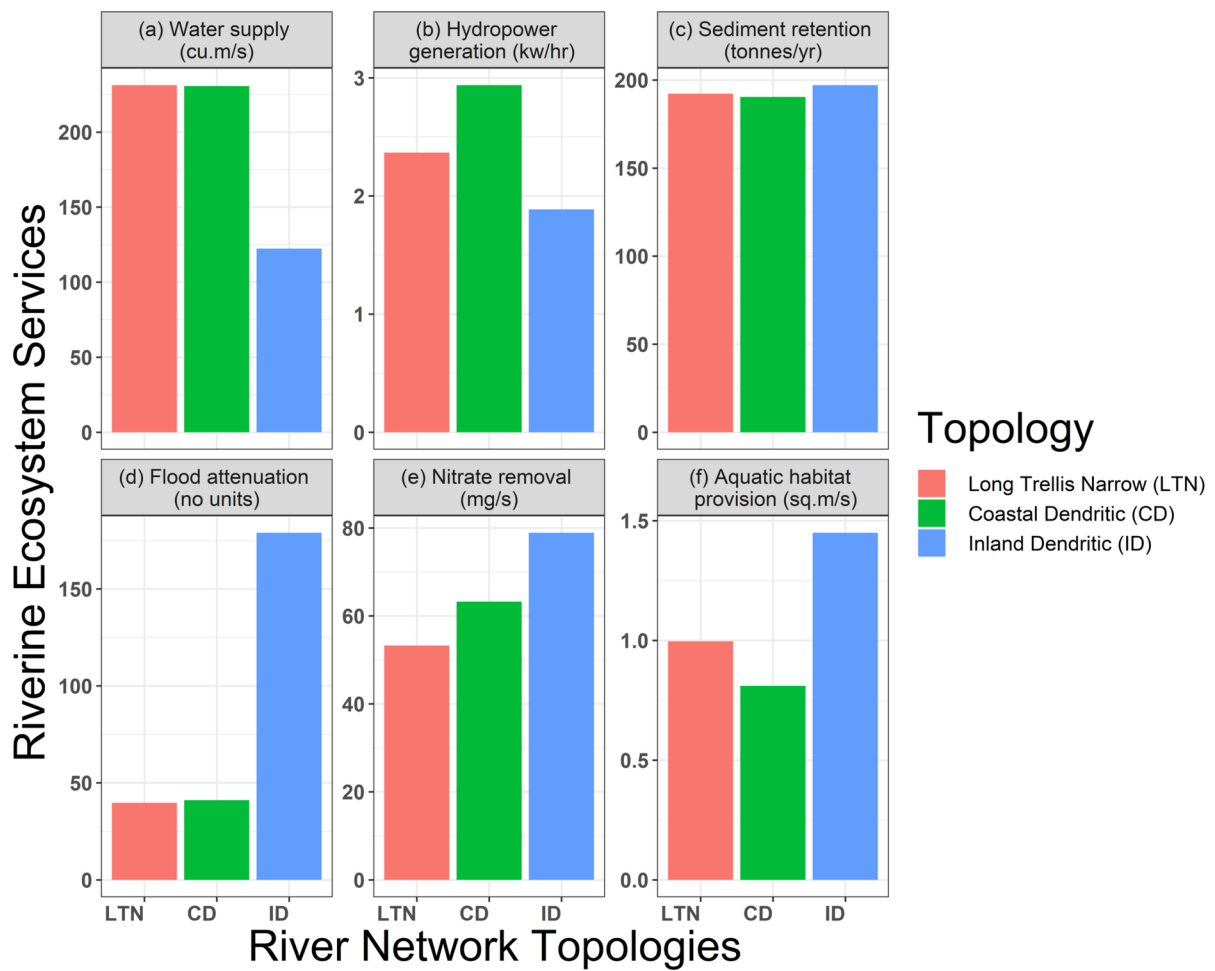 Riverine Ecosystem Services
(a) Water supply
(cu.m/s)
200
150
100
50
0
(b) Hydropower
generation (kw/hr)
3
2
1
0
(c) Sediment retention
(tonnes/yr)
200
150
100
50
0
(d) Flood attenuation
(no units)
150
100
50
0
LTN CD ID
(e) Nitrate removal
(mg/s)
80
60
40
20
0
LTN CD ID
(f) Aquatic habitat
provision (sq.m/s)
1.5
1.0
0.5
0.0
LTN CD ID
River Network Topologies
Topology
Long Trellis Narrow (LTN)
Coastal Dendritic (CD)
Inland Dendritic (ID)